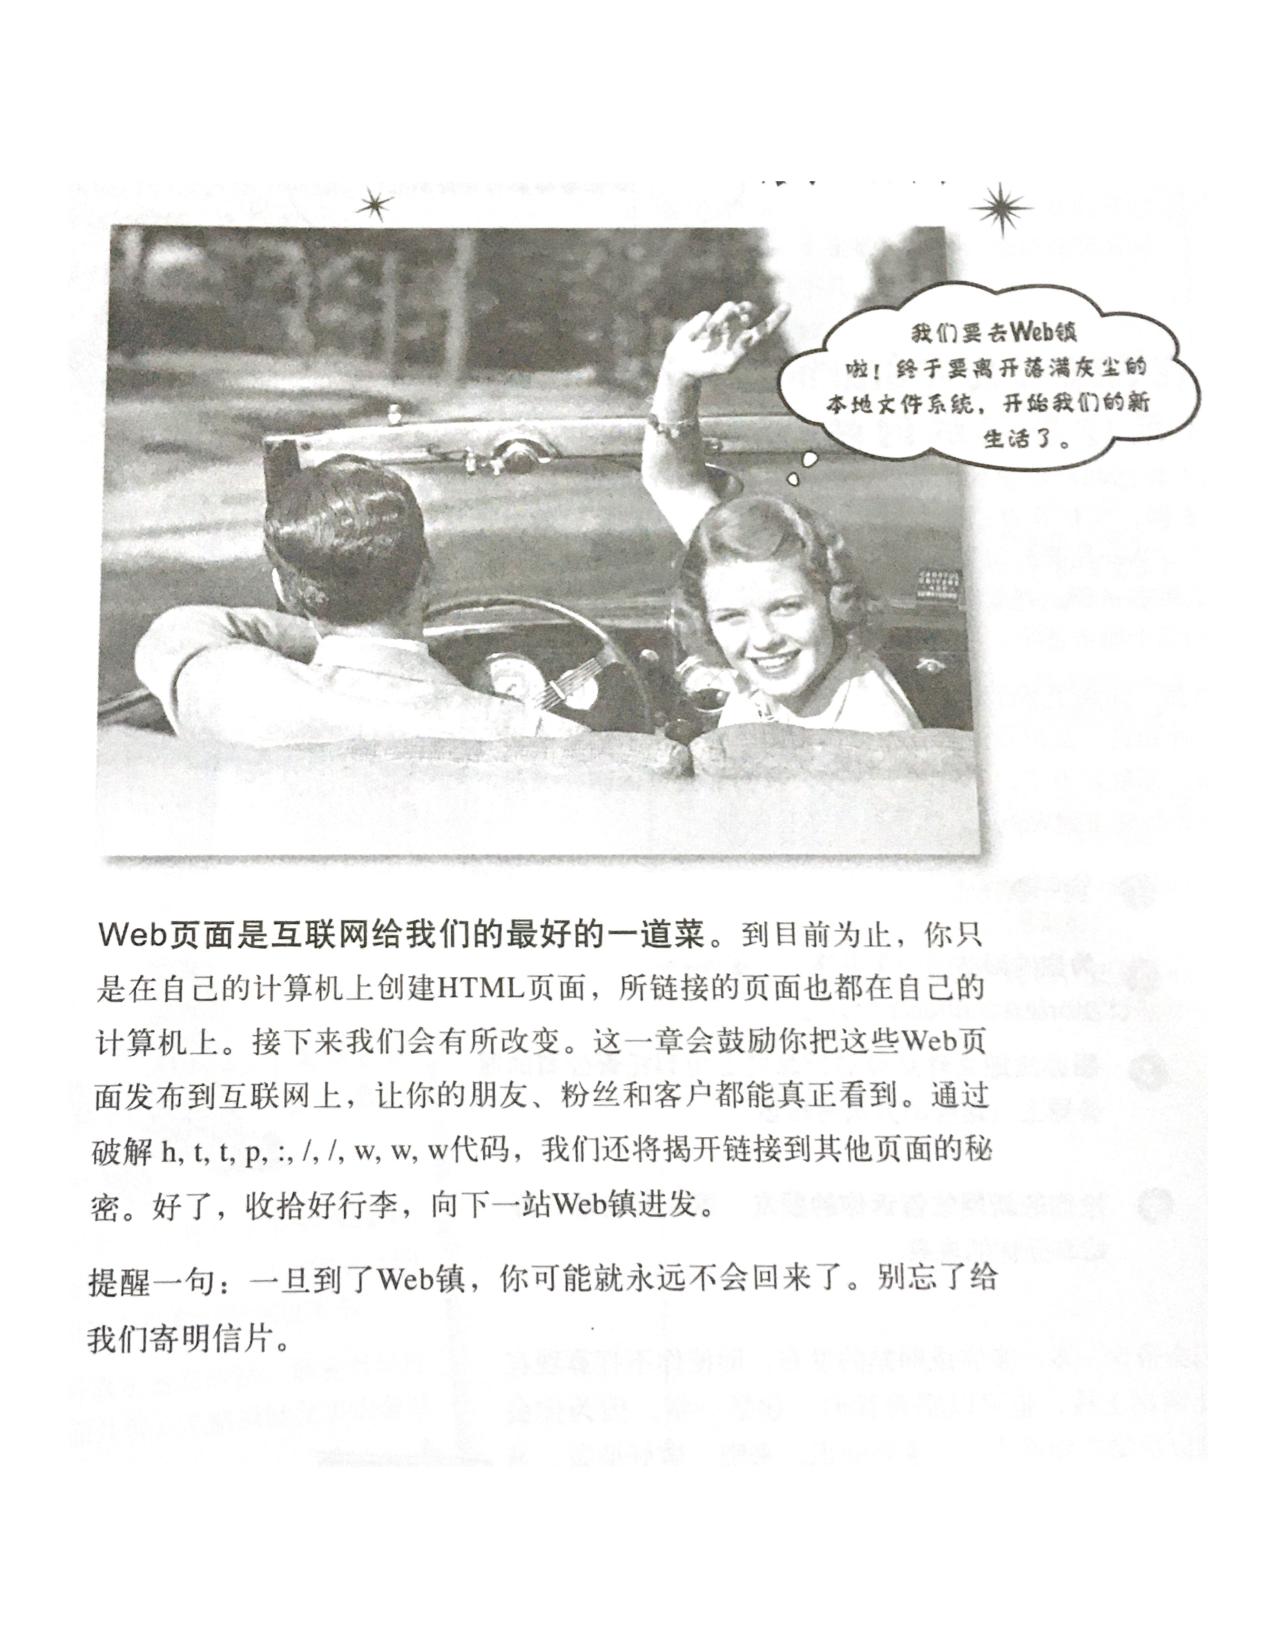 我们要去Web镇
啦！终于要离开落满灰尘的
本地文件系统，开始我们的新
生活了。
Web页面是互联网给我们的最好的一道菜。到目前为止，你只
是在自己的计算机上创建HTML页面，所链接的页面也都在自己的
计算机上。接下来我们会有所改变。这一章会鼓励你把这些Web页
面发布到互联网上，让你的朋友、粉丝和客户都能真正看到。通过
破解 h, t, t, p, :, /, /, w, w, w代码，我们还将揭开链接到其他页面的秘
密。好了，收拾好行李，向下一站Web镇进发。
提醒一句：一旦到了Web镇，你可能就永远不会回来了。别忘了给
我们寄明信片。